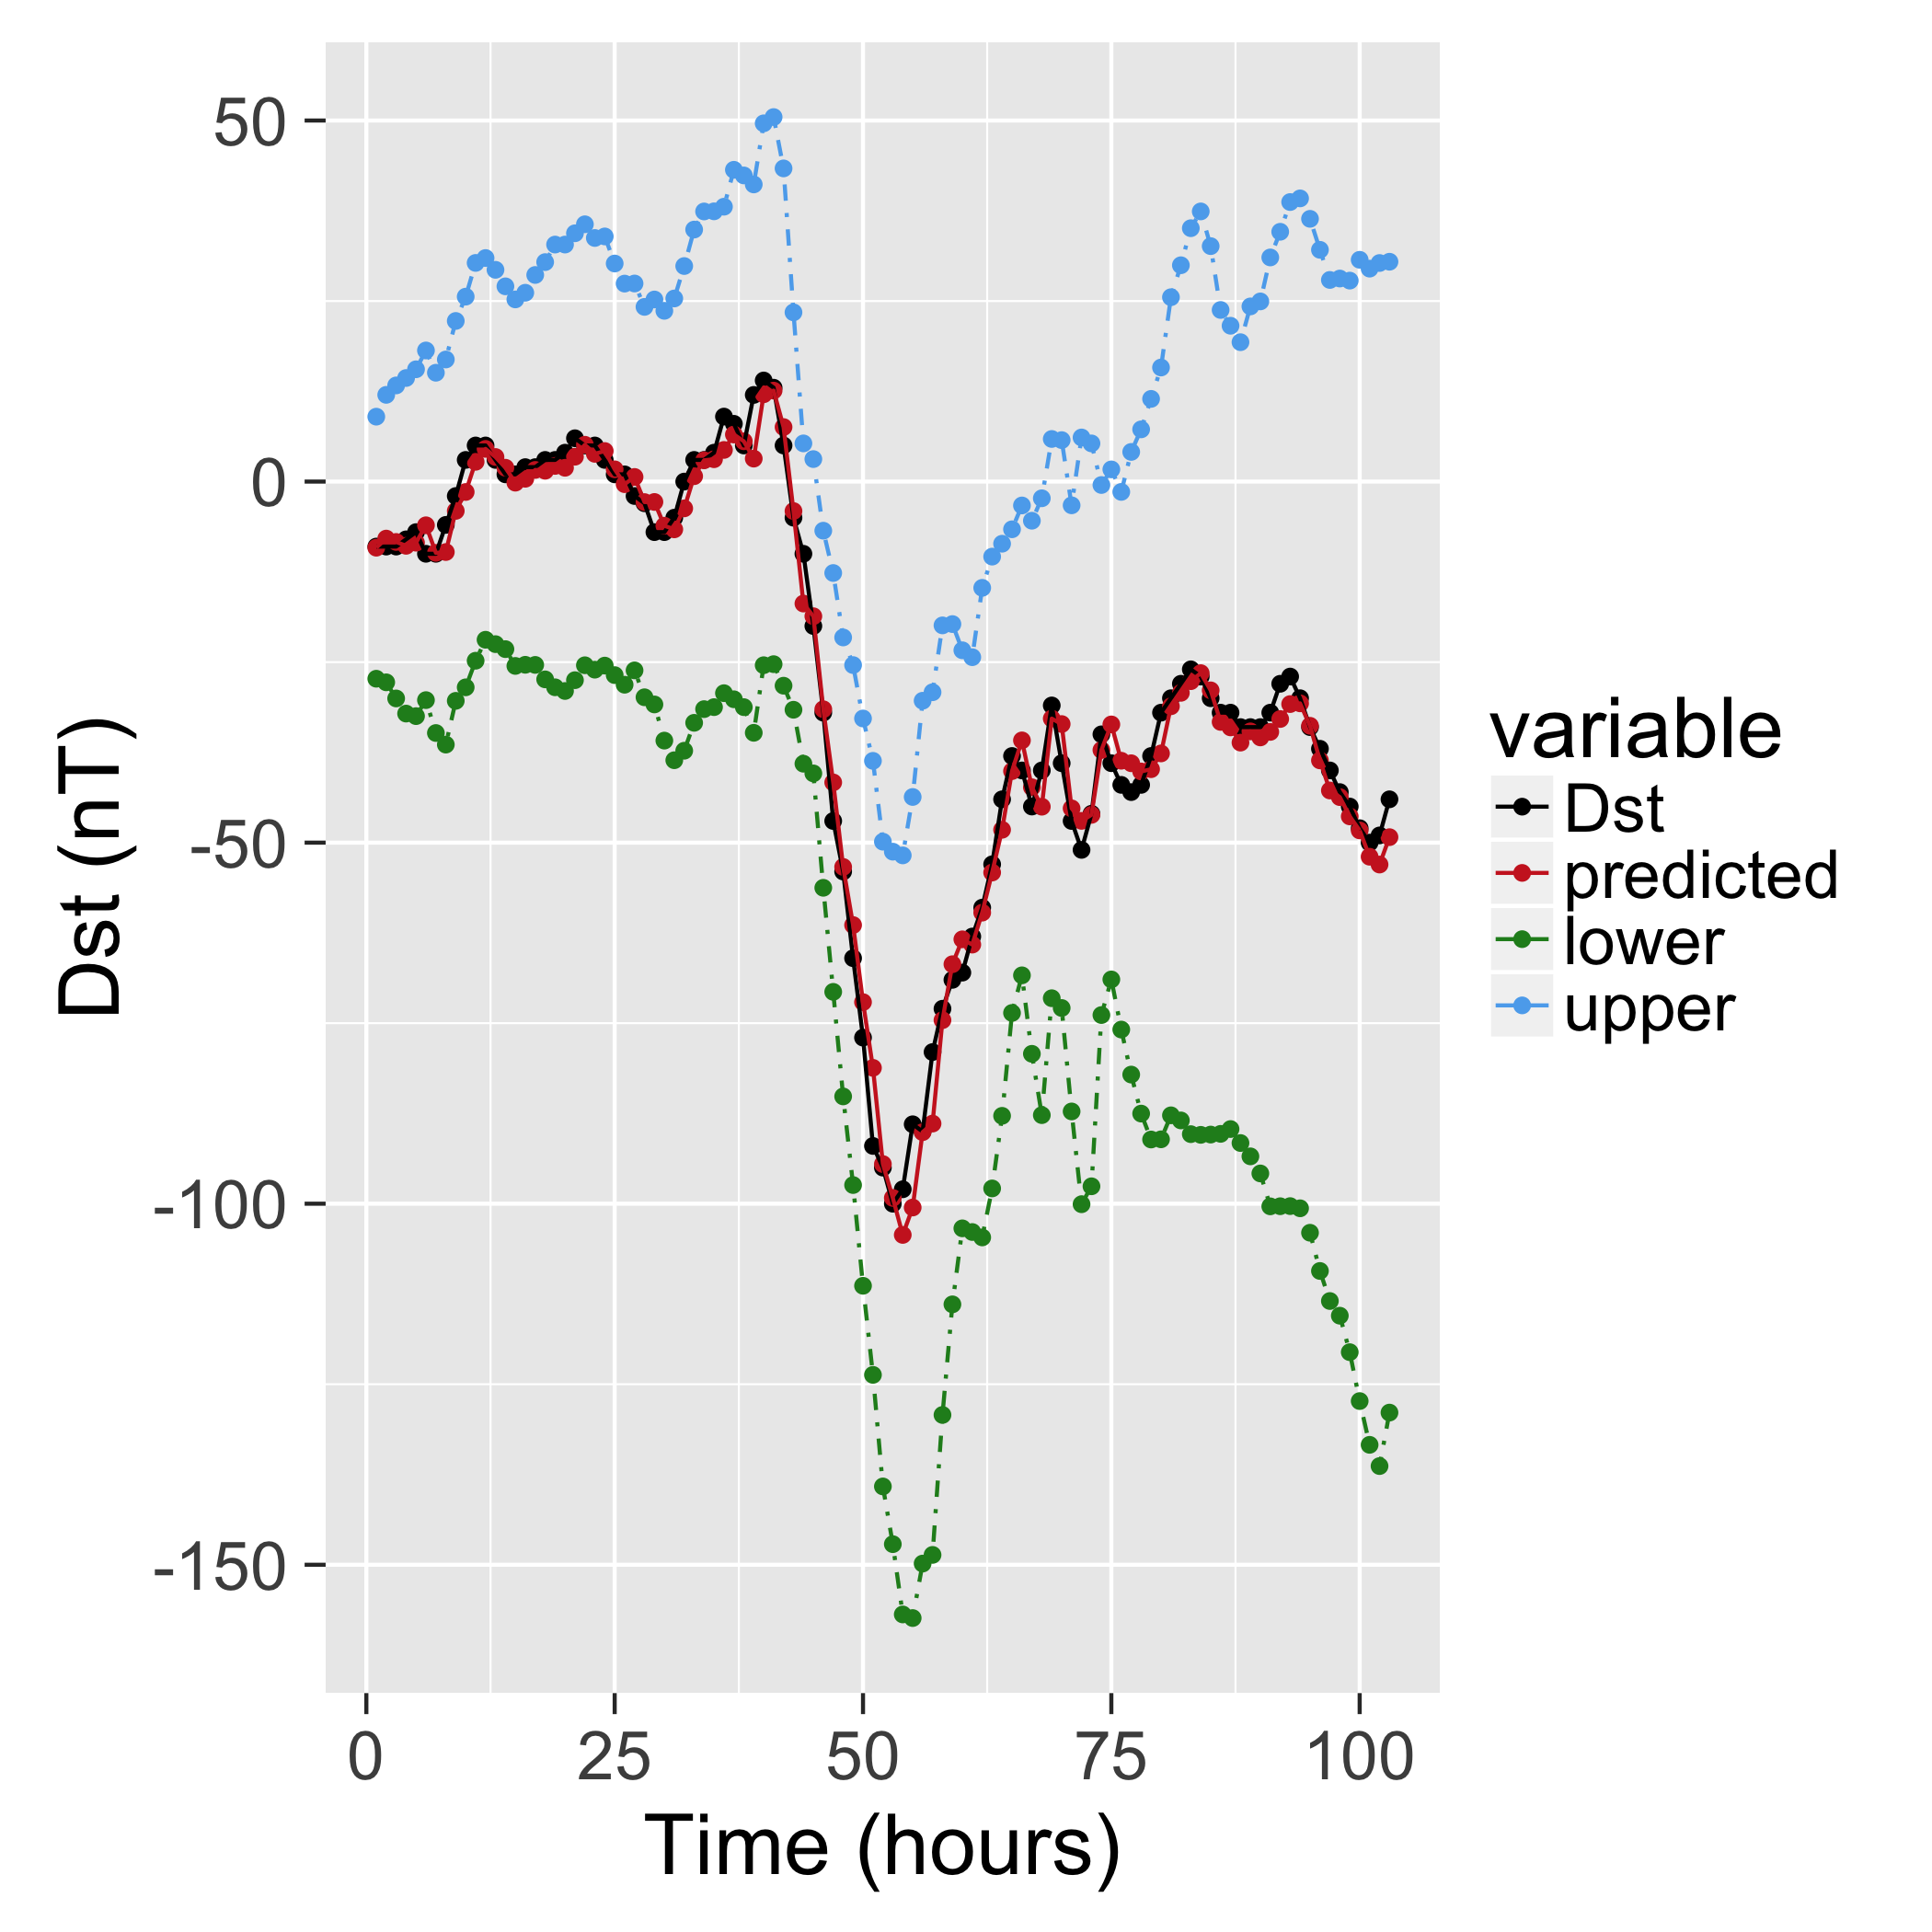 50
0
-50
-100
-150
Dst (nT)
0 25 50 75 100
Time (hours)
variable
Dst
predicted
lower
upper